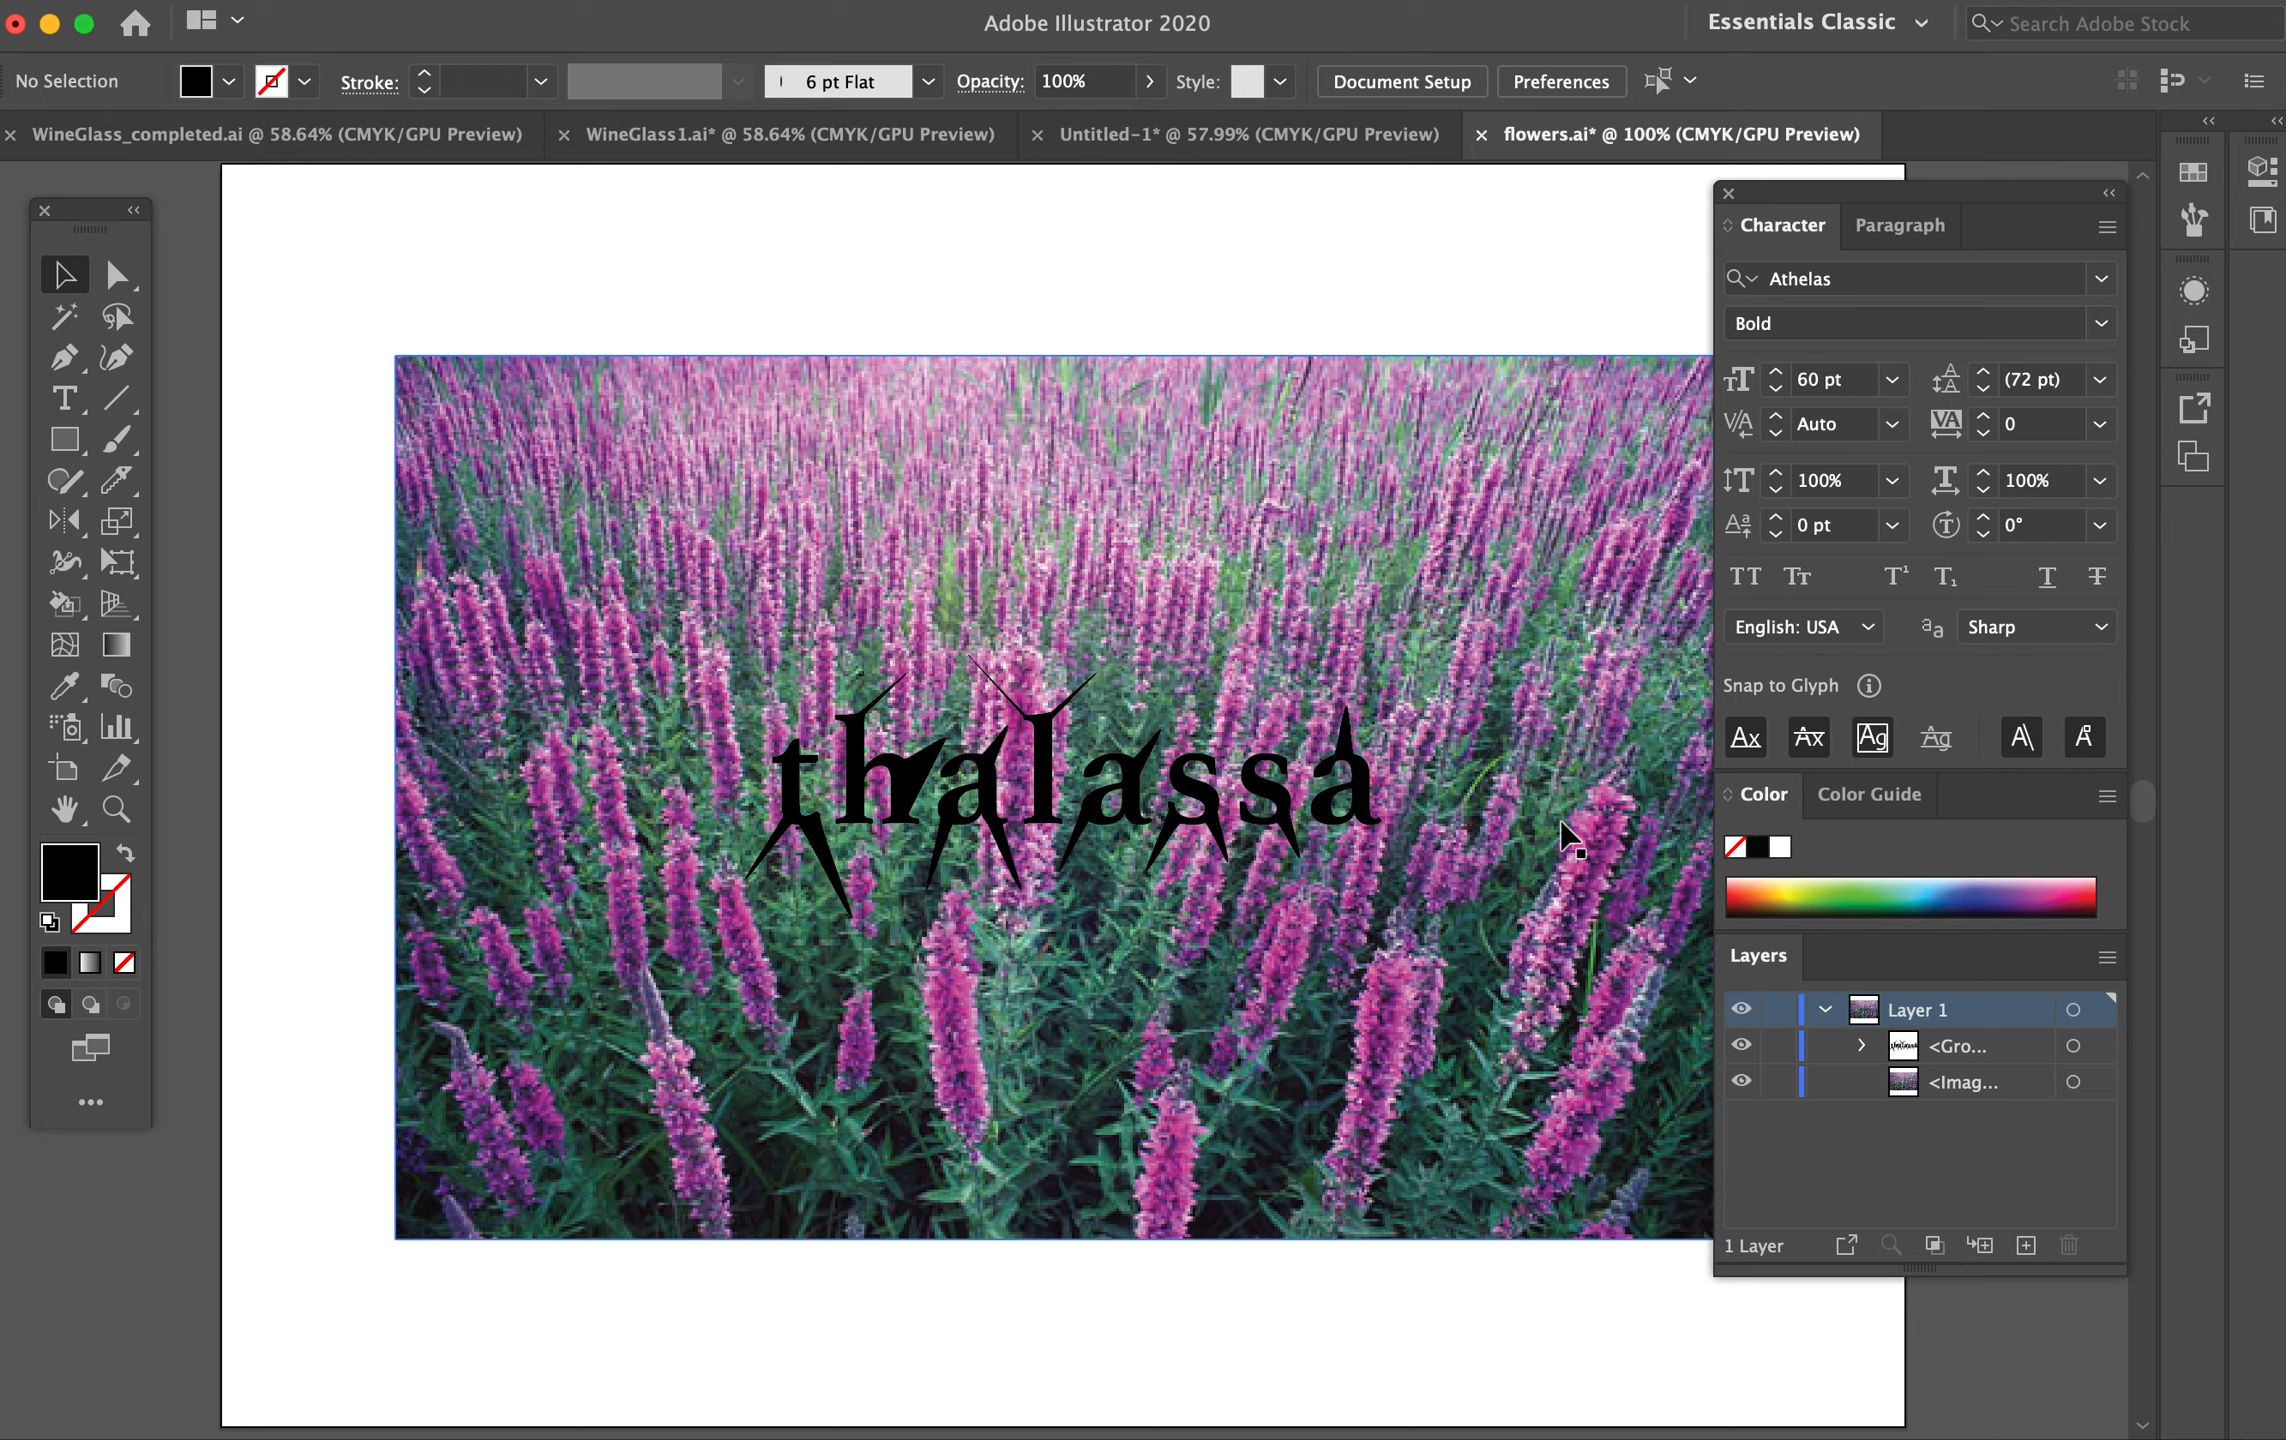 Adobe Illustrator 2020
Essentials Classic
Search Adobe Stock
No Selection
Stroke:
6 pt Flat
Opacity:
100%
Style:
Document Setup
Preferences
WineGlass_completed.ai @ 58.64% (CMYK/GPU Preview)
WineGlass1.ai* @ 58.64% (CMYK/GPU Preview)
Untitled-1* @ 57.99% (CMYK/GPU Preview)
flowers.ai* @ 100% (CMYK/GPU Preview)
Character
Paragraph
Athelas
Bold
60 pt
(72 pt)
Auto
0
100%
100%
0 pt
0°
English: USA
Sharp
Snap to Glyph
thalassa
Color
Color Guide
Layers
Layer 1
<Gro...
<Imag...
1 Layer